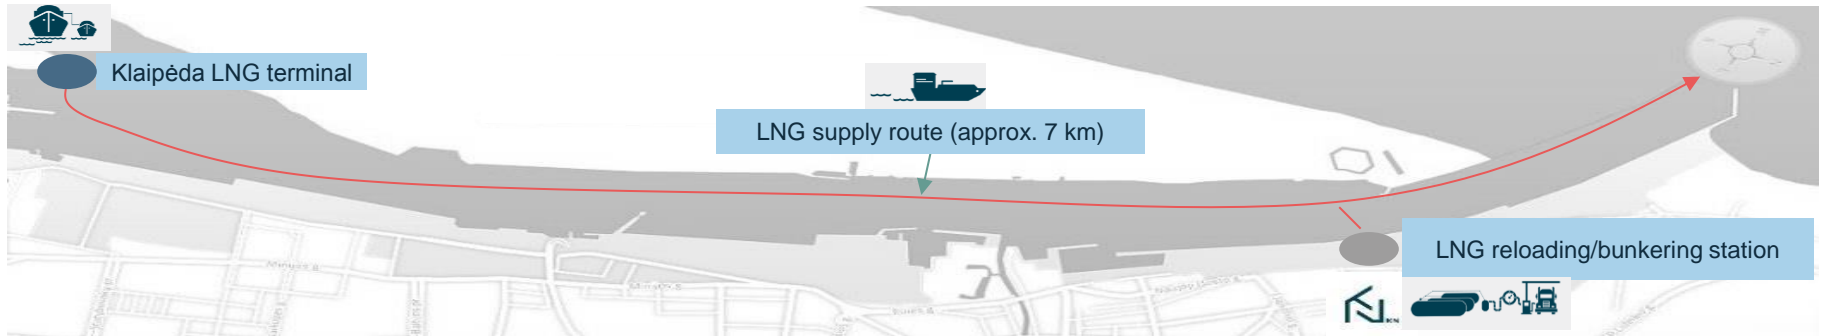 Klaipėda LNG terminal
LNG supply route (approx. 7 km)
LNG reloading/bunkering station